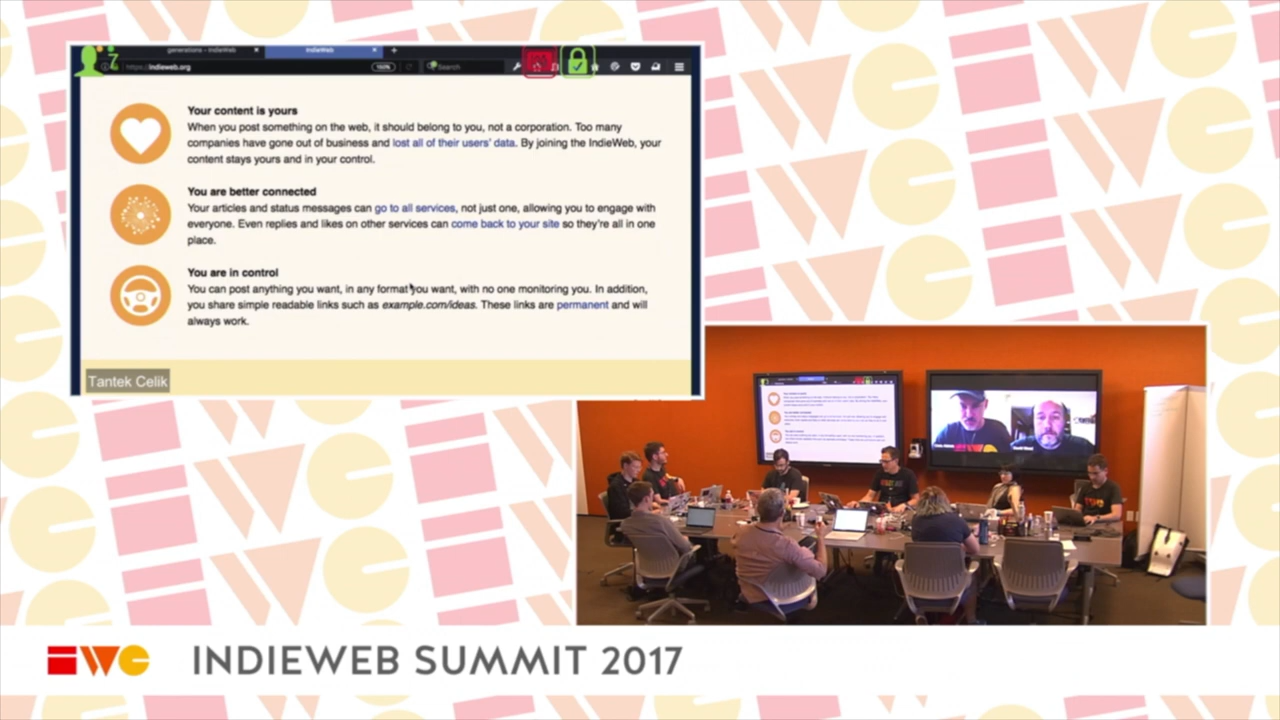 7
generations - IndieWeb
IndieWeb
https://indieweb.org
Search
Your content is yours
When you post something on the web, it should belong to you, not a corporation. Too many
companies have gone out of business and lost all of their users' data. By joining the IndieWeb, your
content stays yours and in your control.
You are better connected
Your articles and status messages can go to all services, not just one, allowing you to engage with
everyone. Even replies and likes on other services can come back to your site so they're all in one
place.
You are in control
You can post anything you want, in any format you want, with no one monitoring you. In addition,
you share simple readable links such as example.com/ideas. These links are permanent and will
always work.
Tantek Celik
INDIEWEB SUMMIT 2017